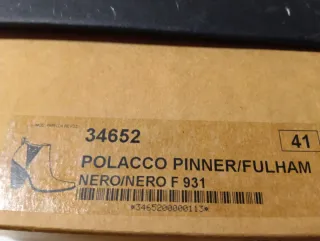 34652
41
POLACCO PINNER/FULHAM
NERO/NERO F 931
*3465200000113*